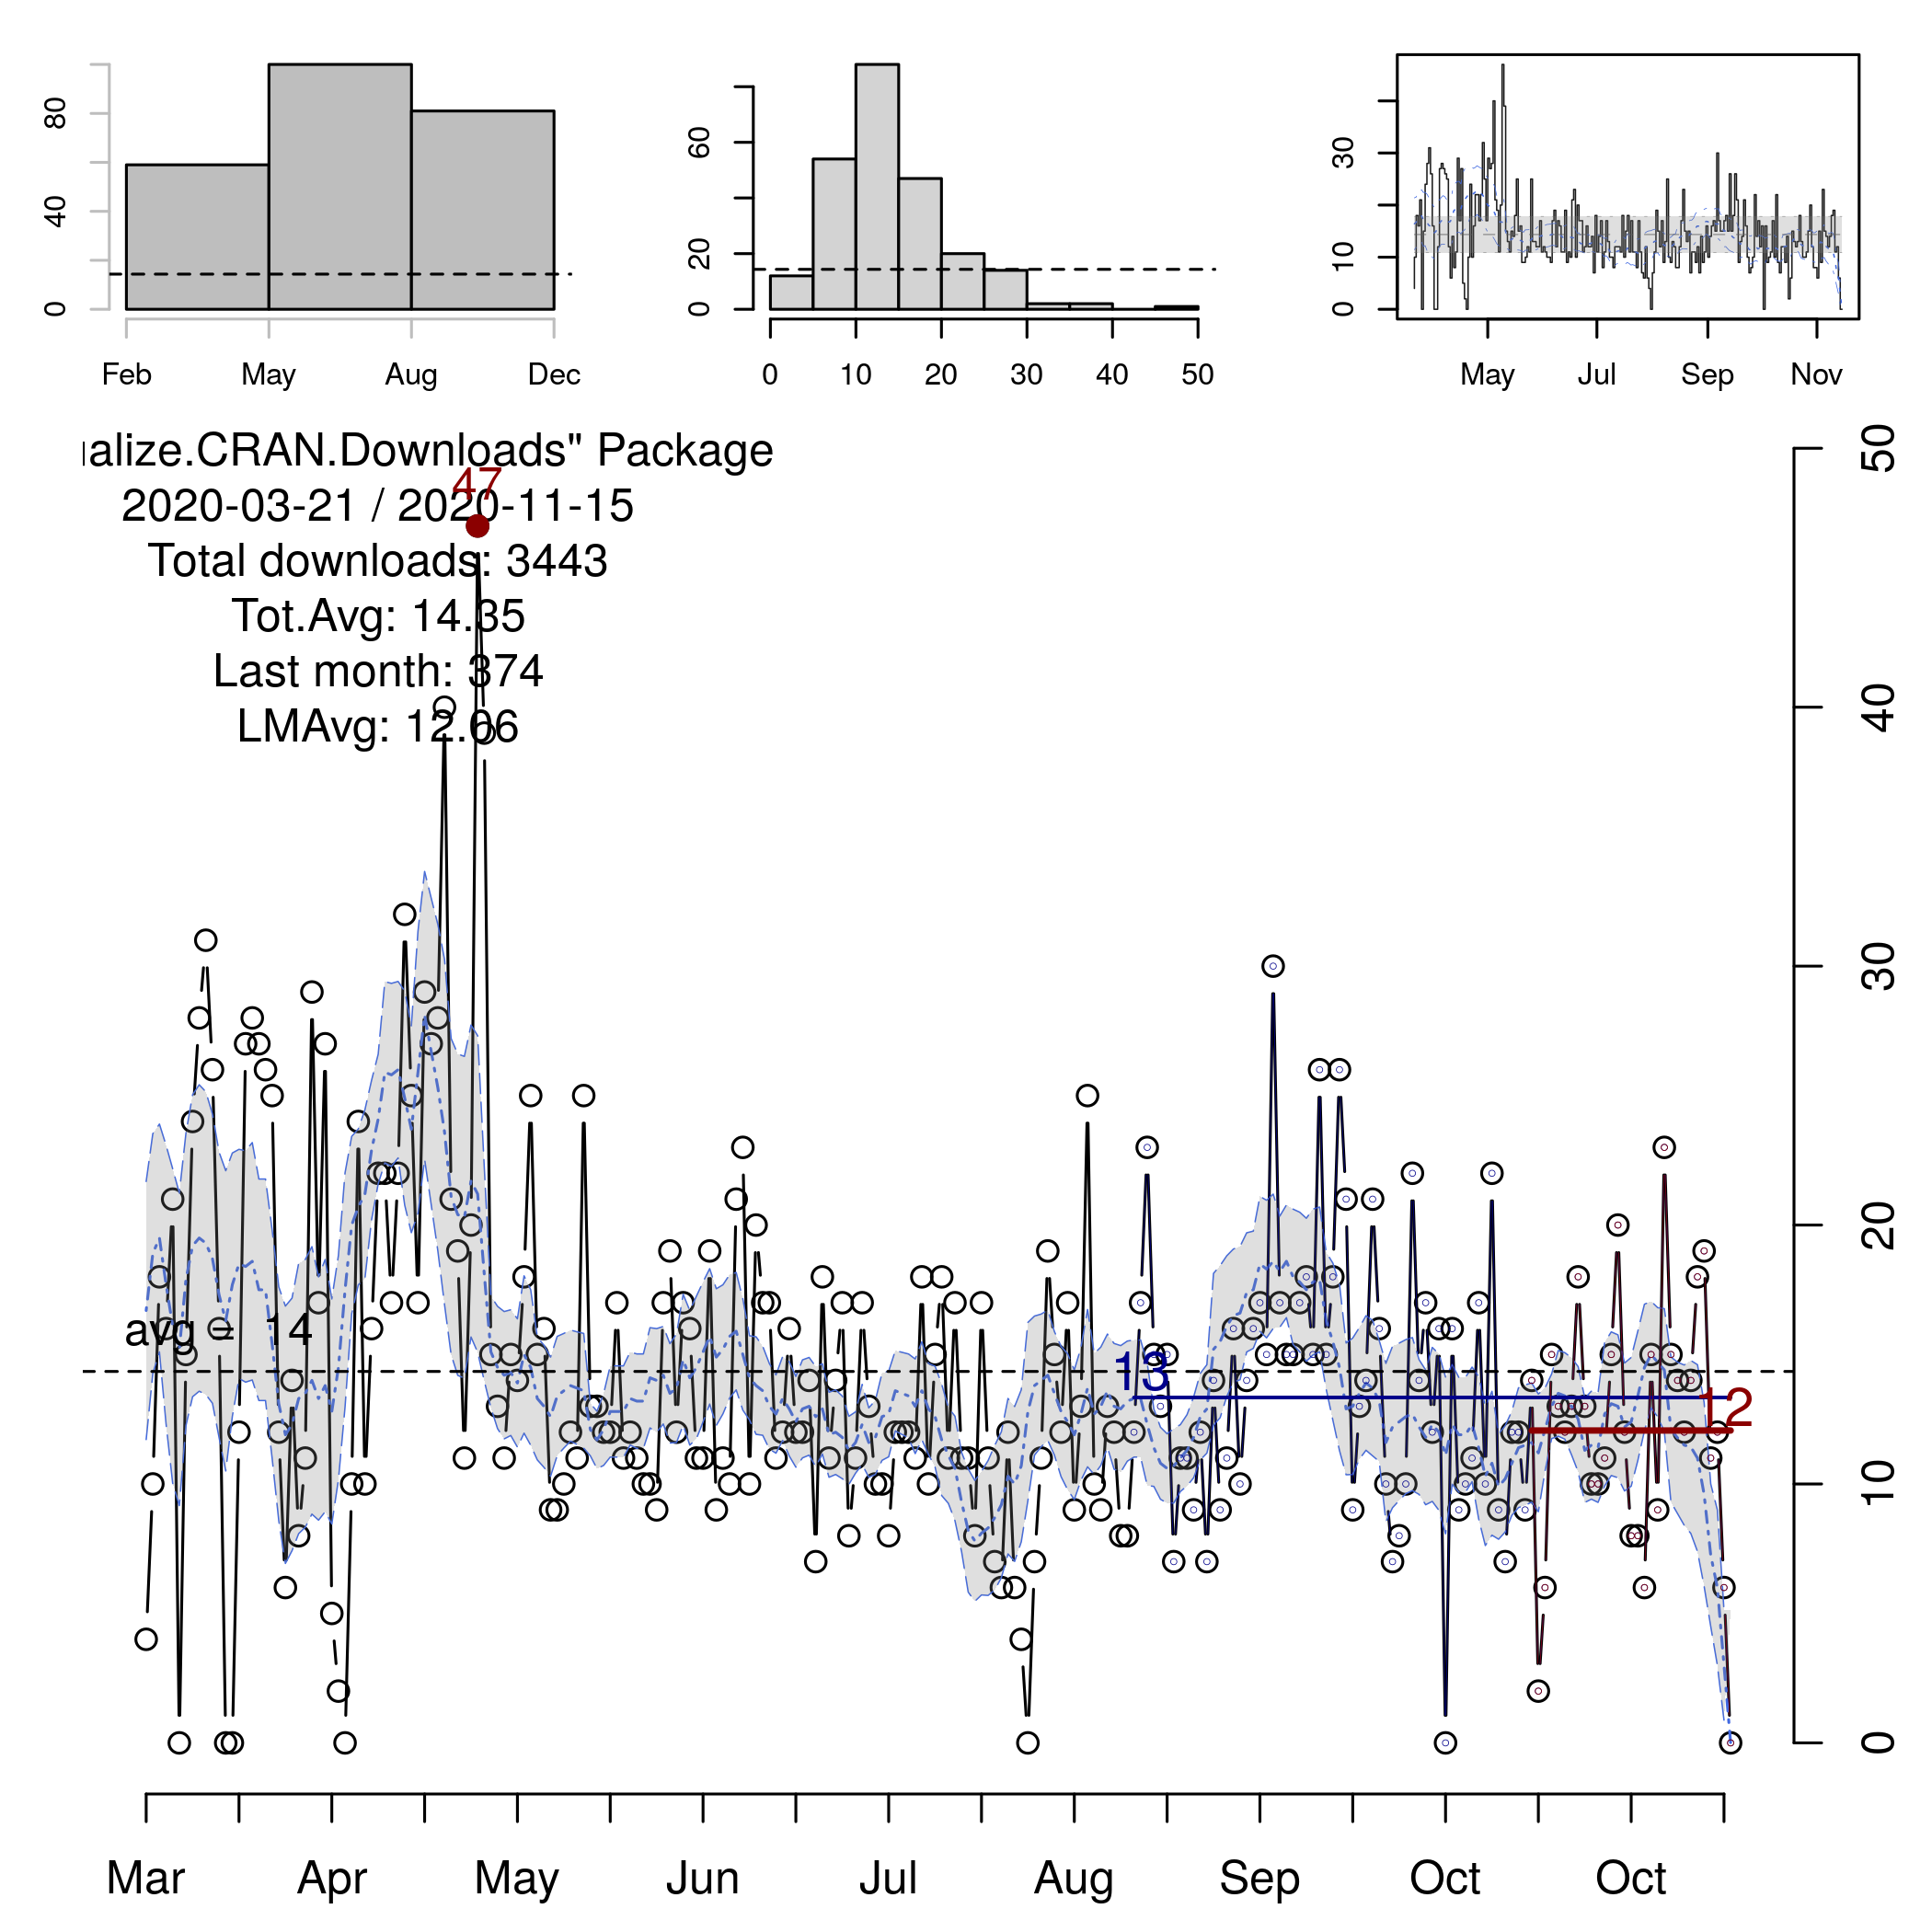 80
40
0
Feb May Aug Dec
60
20
0
0 10 20 30 40 50
30
10
0
May Jul Sep Nov
alize.CRAN.Downloads" Package
47
2020-03-21 / 2020-11-15
Total downloads: 3443
Tot.Avg: 14.35
Last month: 374
LMAvg: 12.06
avg = 14
13
12
50
40
30
20
10
0
Mar Apr May Jun Jul Aug Sep Oct Oct